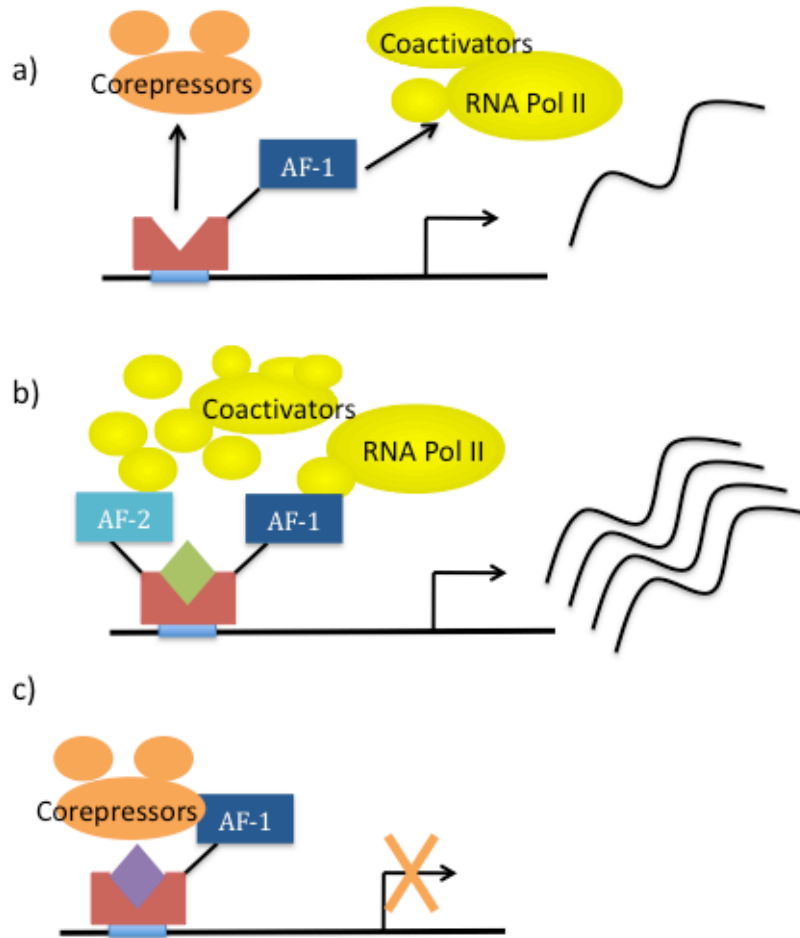 a)
Corepressors
Coactivators
RNA Pol II
AF-1
b)
Coactivators
RNA Pol II
AF-2
AF-1
c)
Corepressors
AF-1